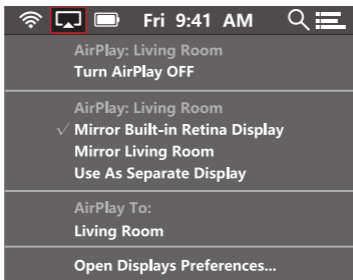 Fri 9:41 AM
AirPlay: Living Room
Turn AirPlay OFF
AirPlay: Living Room
✓ Mirror Built-in Retina Display
Mirror Living Room
Use As Separate Display
AirPlay To:
Living Room
Open Displays Preferences...